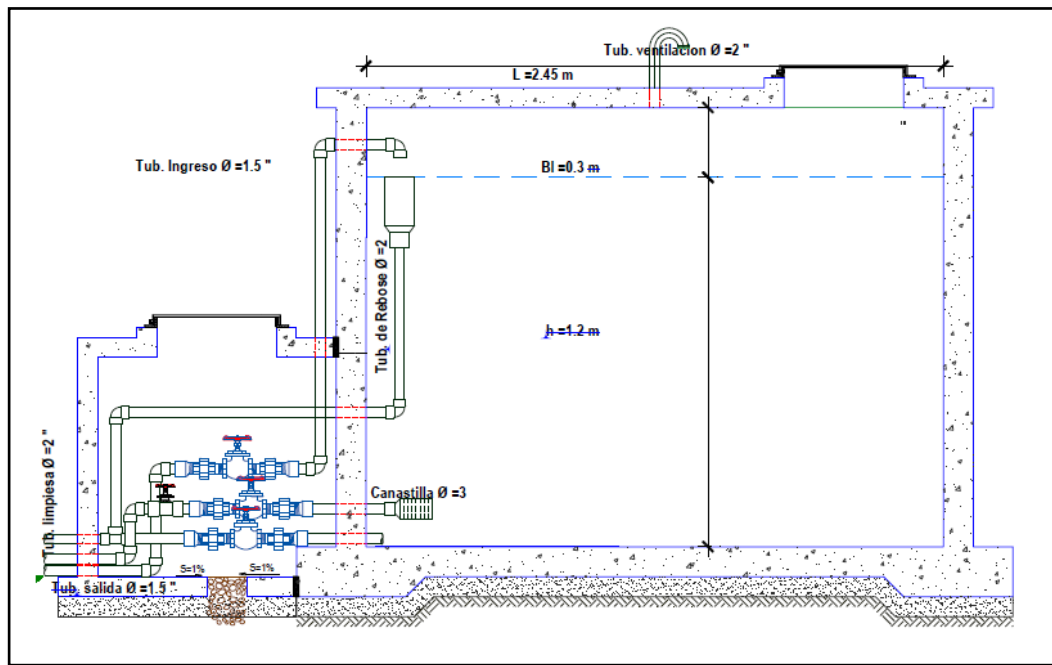 Tub. ventilacion Ø =2 "
L =2.45 m
Tub. Ingreso Ø =1.5 "
Bl =0.3 m
Tub. de Rebose Ø =2
h =1.2 m
Canastilla Ø =3
Tub. limpiesa Ø =2 "
S=1%
S=1%
Tub. salida Ø =1.5 "